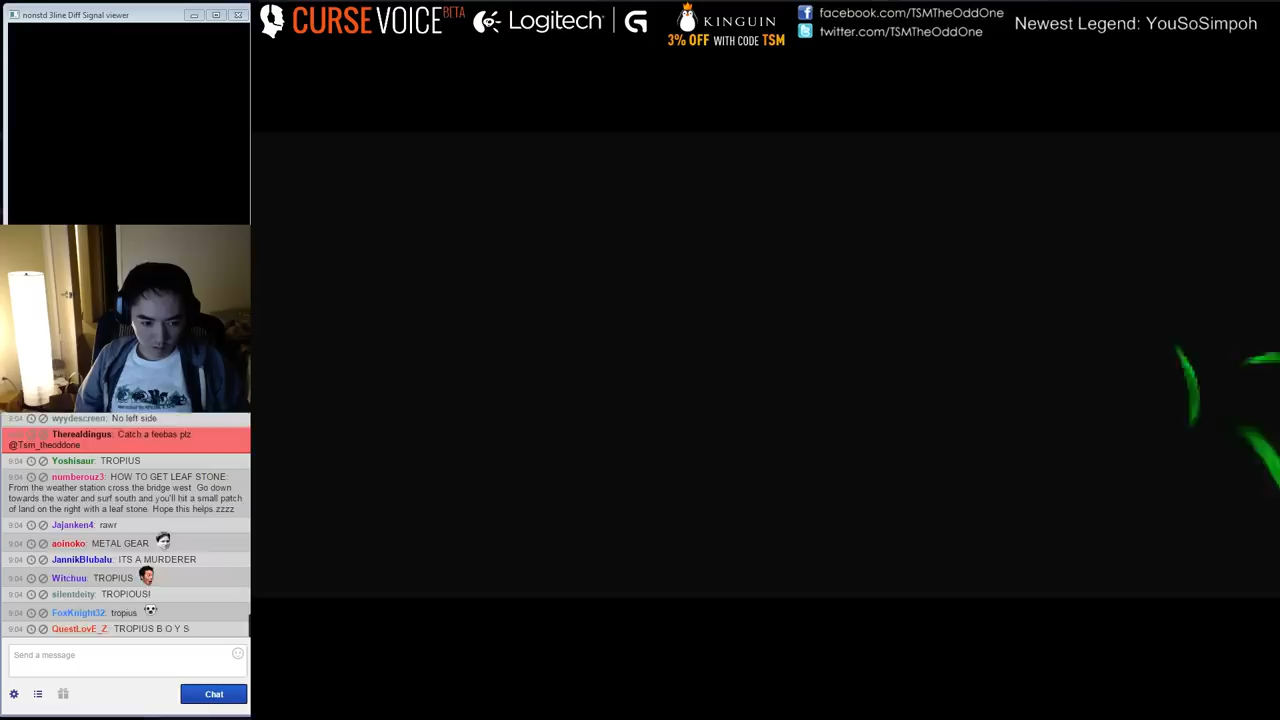 nonstd 3line Diff Signal viewer
CURSE VOICE BETA
Logitech G
KINGUIN
3% OFF WITH CODE TSM
facebook.com/TSMTheOddOne
twitter.com/TSMTheOddOne
Newest Legend: YouSoSimpoh
9:04 wyydescreen: No left side
Therealdingus: Catch a feebas plz
@Tsm_theoddone
9:04 Yoshisaur: TROPIUS
9:04 numberouz3: HOW TO GET LEAF STONE:
From the weather station cross the bridge west. Go down
towards the water and surf south and you'll hit a small patch
of land on the right with a leaf stone. Hope this helps.zzzz
9:04 Jajanken4: rawr
9:04 aoinoko: METAL GEAR
9:04 JannikBlubalu: ITS A MURDERER
9:04 Witchuu: TROPIUS
9:04 silentdeity: TROPIOUS!
9:04 FoxKnight32: tropius
9:04 QuestLovE_Z: TROPIUS B O Y S
Send a message
Chat